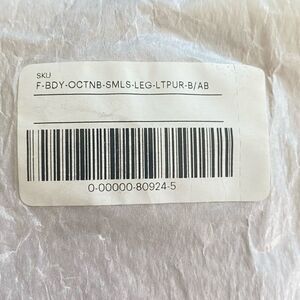 SKU
F-BDY-OCTNB-SMLS-LEG-LTPUR-B/AB
0-00000-80924-5